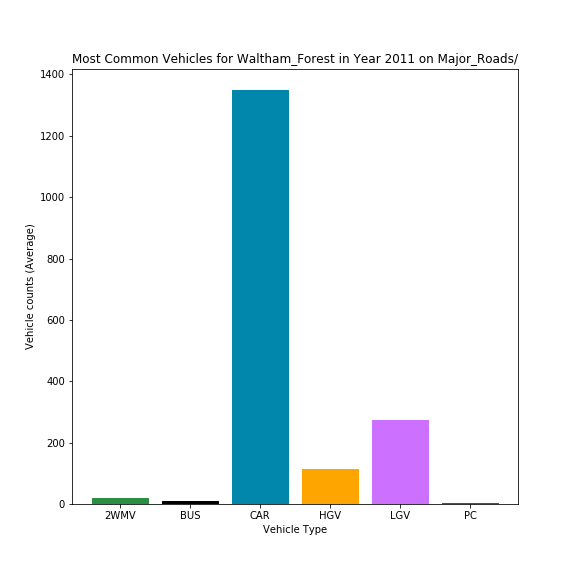 Most Common Vehicles for Waltham_Forest in Year 2011 on Major_Roads/
1400
1200
1000
800
600
400
200
0
Vehicle counts (Average)
2WMV BUS CAR HGV LGV PC
Vehicle Type